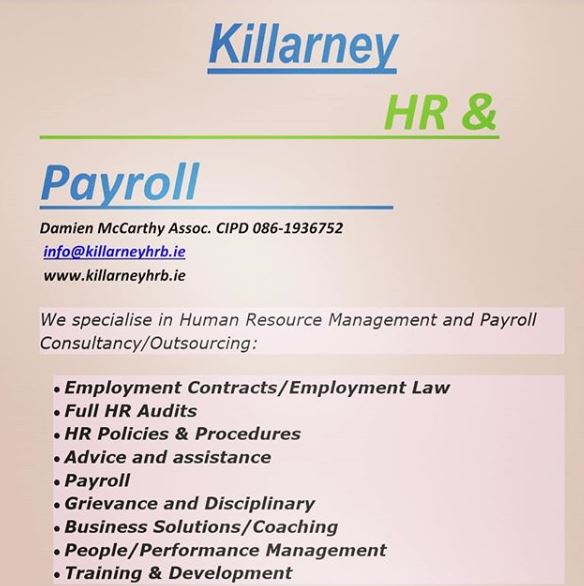 Killarney
HR &
Payroll
Damien McCarthy Assoc. CIPD 086-1936752
info@killarneyhrb.ie
www.killarneyhrb.ie
We specialise in Human Resource Management and Payroll
Consultancy/Outsourcing:
• Employment Contracts/Employment Law
• Full HR Audits
• HR Policies & Procedures
• Advice and assistance
• Payroll
• Grievance and Disciplinary
• Business Solutions/Coaching
• People/Performance Management
• Training & Development